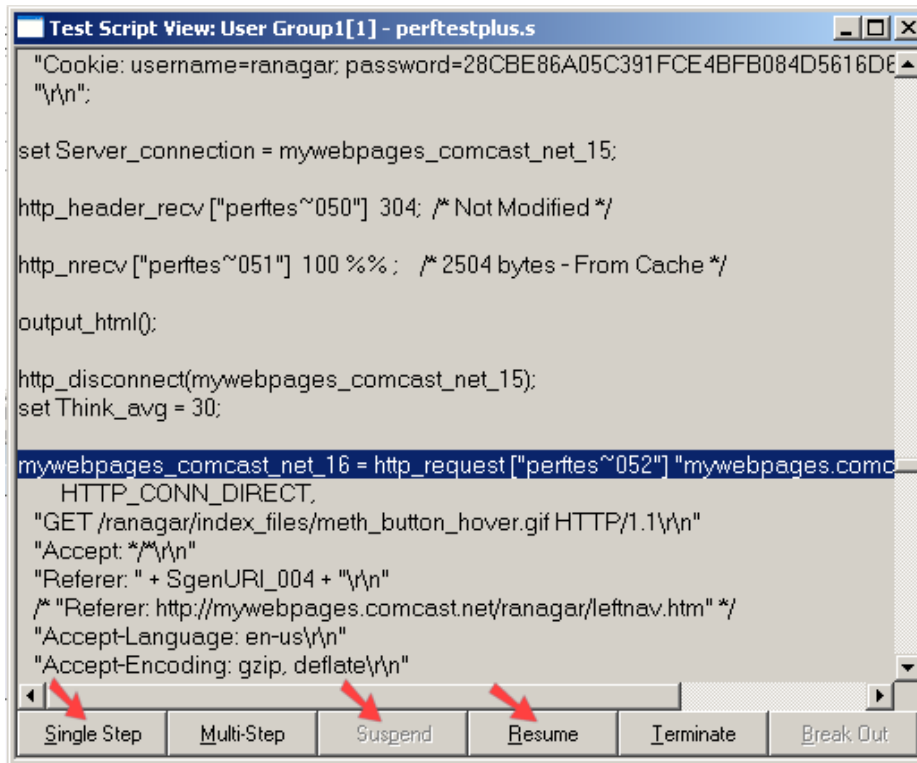 Test Script View: User Group1[1] - perftestplus.s
"Cookie: username=ranagar; password=28CBE86A05C391FCE4BFB084D5616D
"\r\n";
set Server_connection = mywebpages_comcast_net_15;
http_header_recv ["perftes~050"] 304; /* Not Modified */
http_nrecv ["perftes~051"] 100 %% ; /* 2504 bytes - From Cache */
output_html();
http_disconnect(mywebpages_comcast_net_15);
set Think_avg = 30;
mywebpages_comcast_net_16 = http_request ["perftes~052"] "mywebpages.comc
HTTP_CONN_DIRECT,
"GET /ranagar/index_files/meth_button_hover.gif HTTP/1.1\r\n"
"Accept: */*\r\n"
"Referer: " + SgenURI_004 + "\r\n"
/* "Referer: http://mywebpages.comcast.net/ranagar/leftnav.htm" */
"Accept-Language: en-us\r\n"
"Accept-Encoding: gzip, deflate\r\n"
Single Step Multi-Step Suspend Resume Terminate Break Out